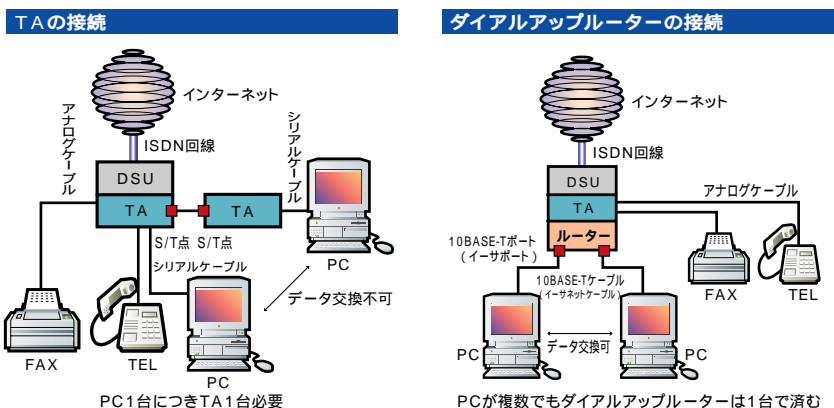 TAの接続
インターネット
アナログケーブル
シリアルケーブル
ISDN回線
DSU
TA
TA
S/T点 S/T点
シリアルケーブル
PC
データ交換不可
FAX
TEL
PC
PC1台につきTA1台必要
ダイアルアップルーターの接続
インターネット
ISDN回線
DSU
TA
アナログケーブル
ルーター
10BASE-Tポート
(イーサポート)
10BASE-Tケーブル
(イーサネットケーブル)
FAX
TEL
PC
データ交換可
PC
PCが複数でもダイアルアップルーターは1台で済む